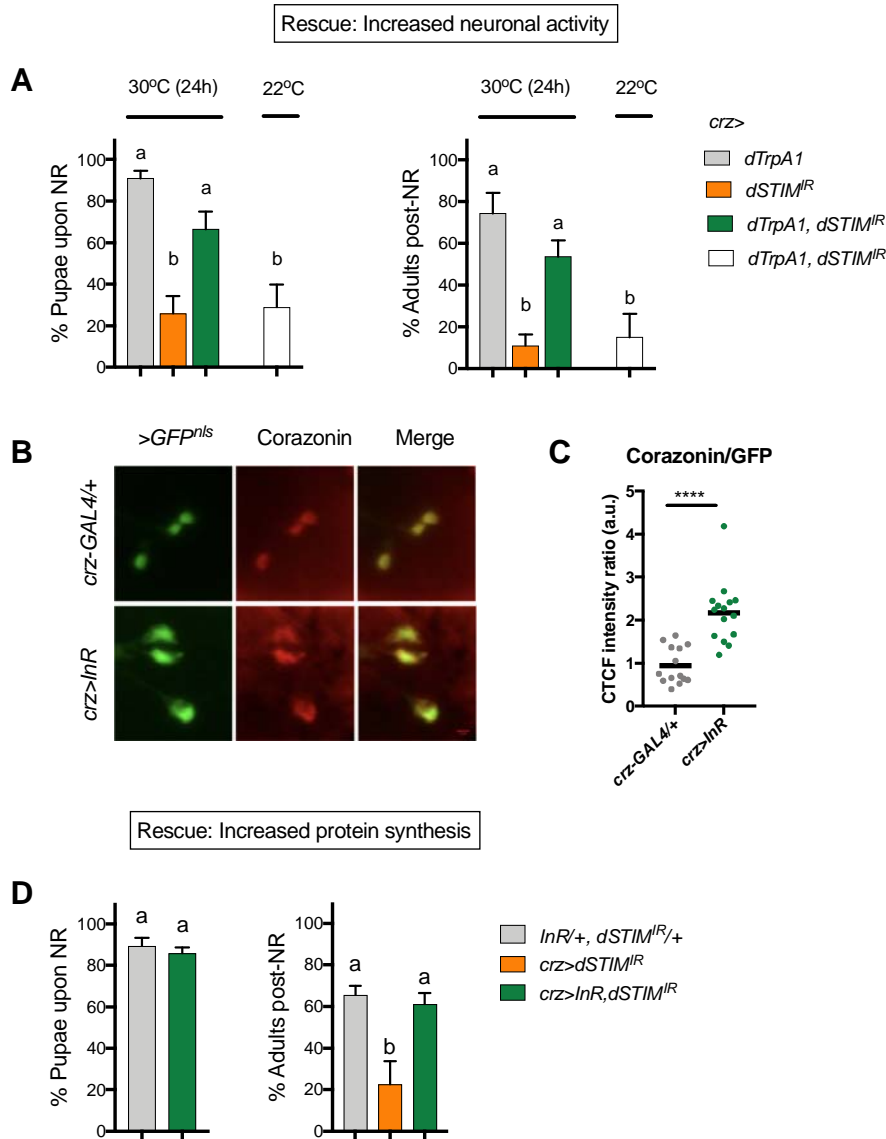 Rescue: Increased neuronal activity
A
30ºC (24h)
22ºC
% Pupae upon NR
100
80
60
40
20
0
a
b
a
b
30ºC (24h)
22ºC
% Adults post-NR
100
80
60
40
20
0
a
b
a
b
crz>
dTrpA1
dSTIM^IR
dTrpA1, dSTIM^IR
dTrpA1, dSTIM^IR
B
>GFP^nls
Corazonin
Merge
crz-GAL4/+
crz>InR
C
Corazonin/GFP
CTCF intensity ratio (a.u.)
5
4
3
2
1
0
****
crz-GAL4/+
crz>InR
Rescue: Increased protein synthesis
D
% Pupae upon NR
100
80
60
40
20
0
a
a
% Adults post-NR
100
80
60
40
20
0
a
b
a
InR/+, dSTIM^IR/+
crz>dSTIM^IR
crz>InR,dSTIM^IR